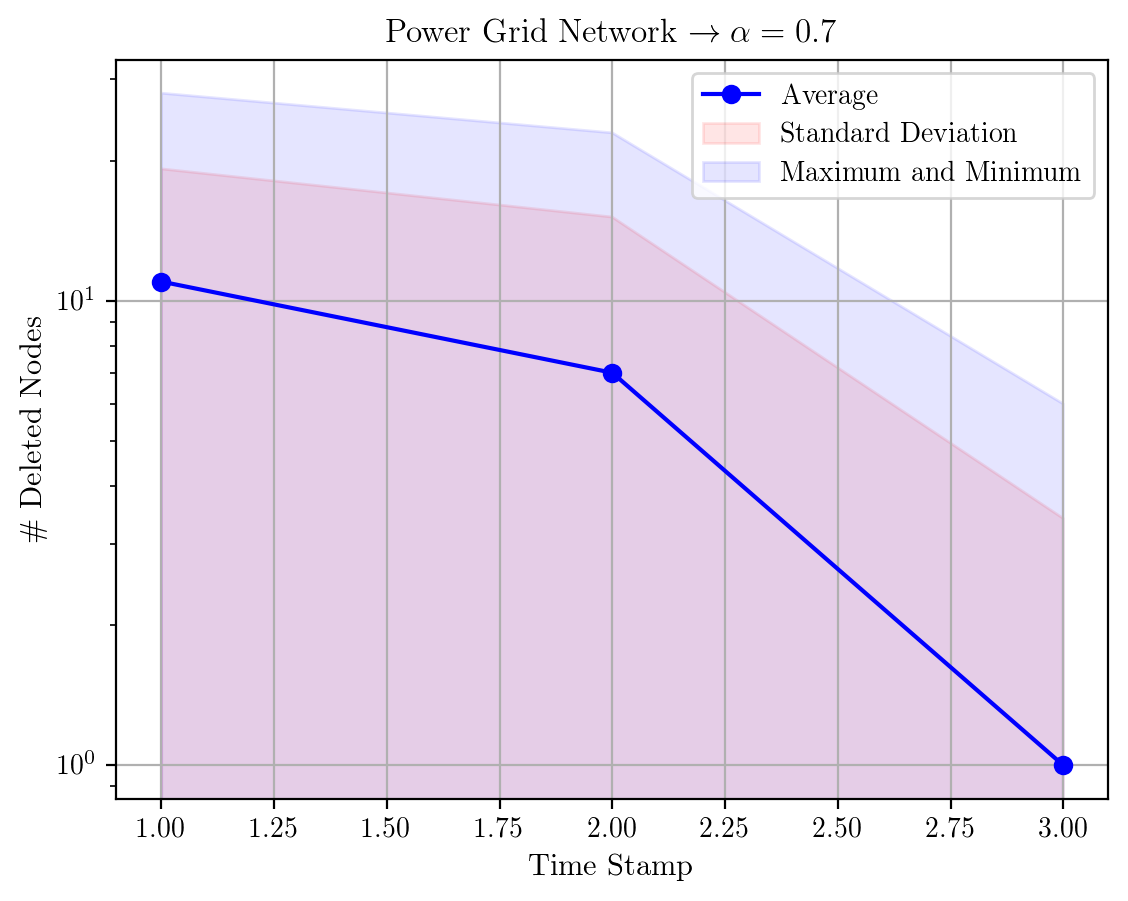 Power Grid Network → α = 0.7
Average
Standard Deviation
Maximum and Minimum
# Deleted Nodes
10¹
10⁰
1.00 1.25 1.50 1.75 2.00 2.25 2.50 2.75 3.00
Time Stamp